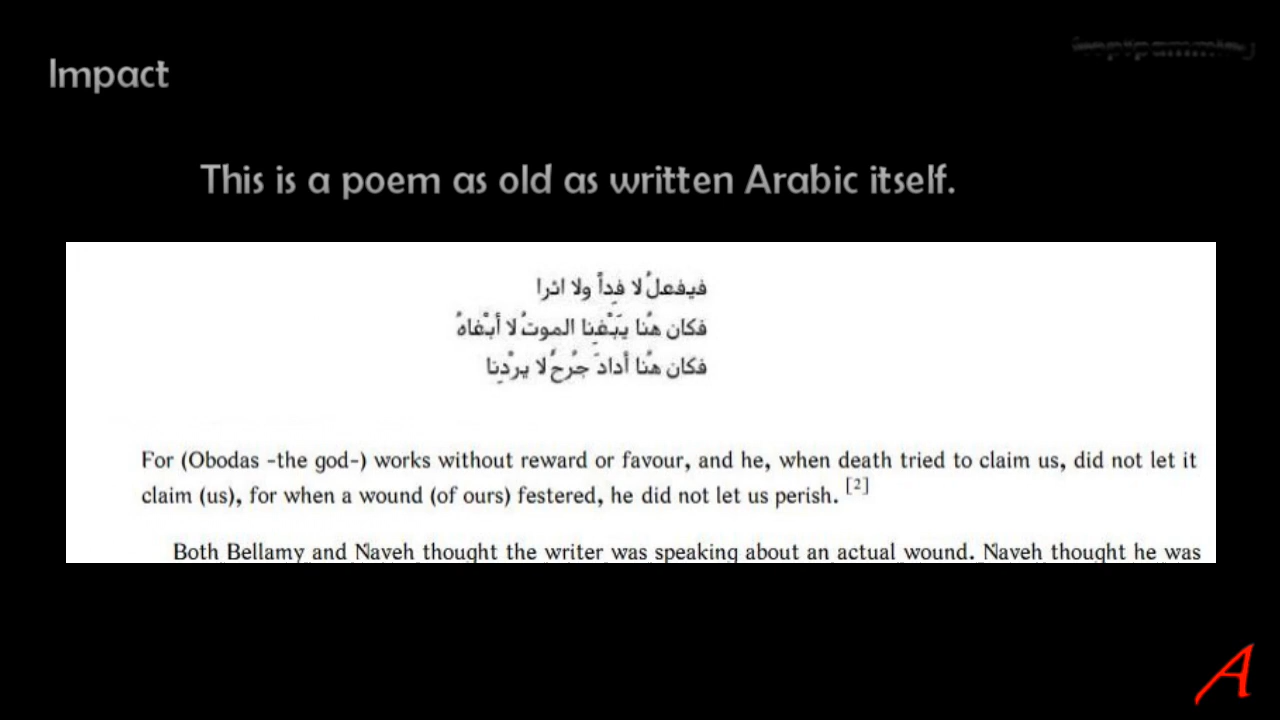 Impact
This is a poem as old as written Arabic itself.
فيفعلُ لا فِداً ولا اثرا
فكان هُنا يَبْغِنا الموتُ لا أبْغاهُ
فكان هُنا أدادَ جُرحٌ لا يرْدِنا
For (Obodas -the god-) works without reward or favour, and he, when death tried to claim us, did not let it
claim (us), for when a wound (of ours) festered, he did not let us perish. [2]
Both Bellamy and Naveh thought the writer was speaking about an actual wound. Naveh thought he was
A